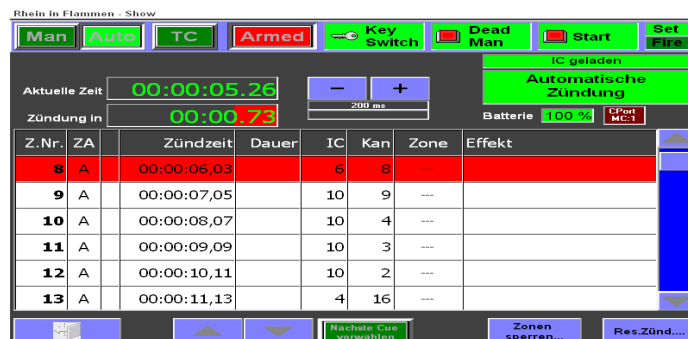 Rhein in Flammen - Show
Man Auto TC Armed Key Switch Dead Man Start Set Fire
IC geladen
Aktuelle Zeit 00:00:05.26 - + Automatische Zündung
200 ms
Zündung in 00:00.73 Batterie 100 % CPort MC:1
Z.Nr. ZA Zündzeit Dauer IC Kan Zone Effekt
8 A 00:00:06,03 6 8 ---
9 A 00:00:07,05 10 9 ---
10 A 00:00:08,07 10 4 ---
11 A 00:00:09,09 10 3 ---
12 A 00:00:10,11 10 2 ---
13 A 00:00:11,13 4 16 ---
Nächste Cue vorwählen Zonen sperren... Res.Zünd....